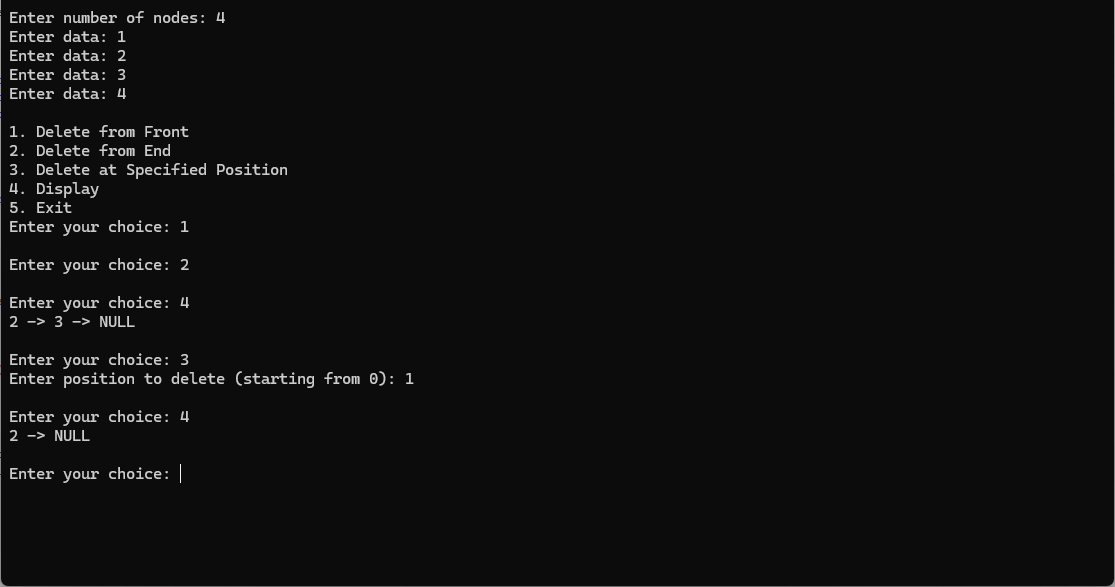 Enter number of nodes: 4
Enter data: 1
Enter data: 2
Enter data: 3
Enter data: 4
1. Delete from Front
2. Delete from End
3. Delete at Specified Position
4. Display
5. Exit
Enter your choice: 1
Enter your choice: 2
Enter your choice: 4
2 -> 3 -> NULL
Enter your choice: 3
Enter position to delete (starting from 0): 1
Enter your choice: 4
2 -> NULL
Enter your choice: